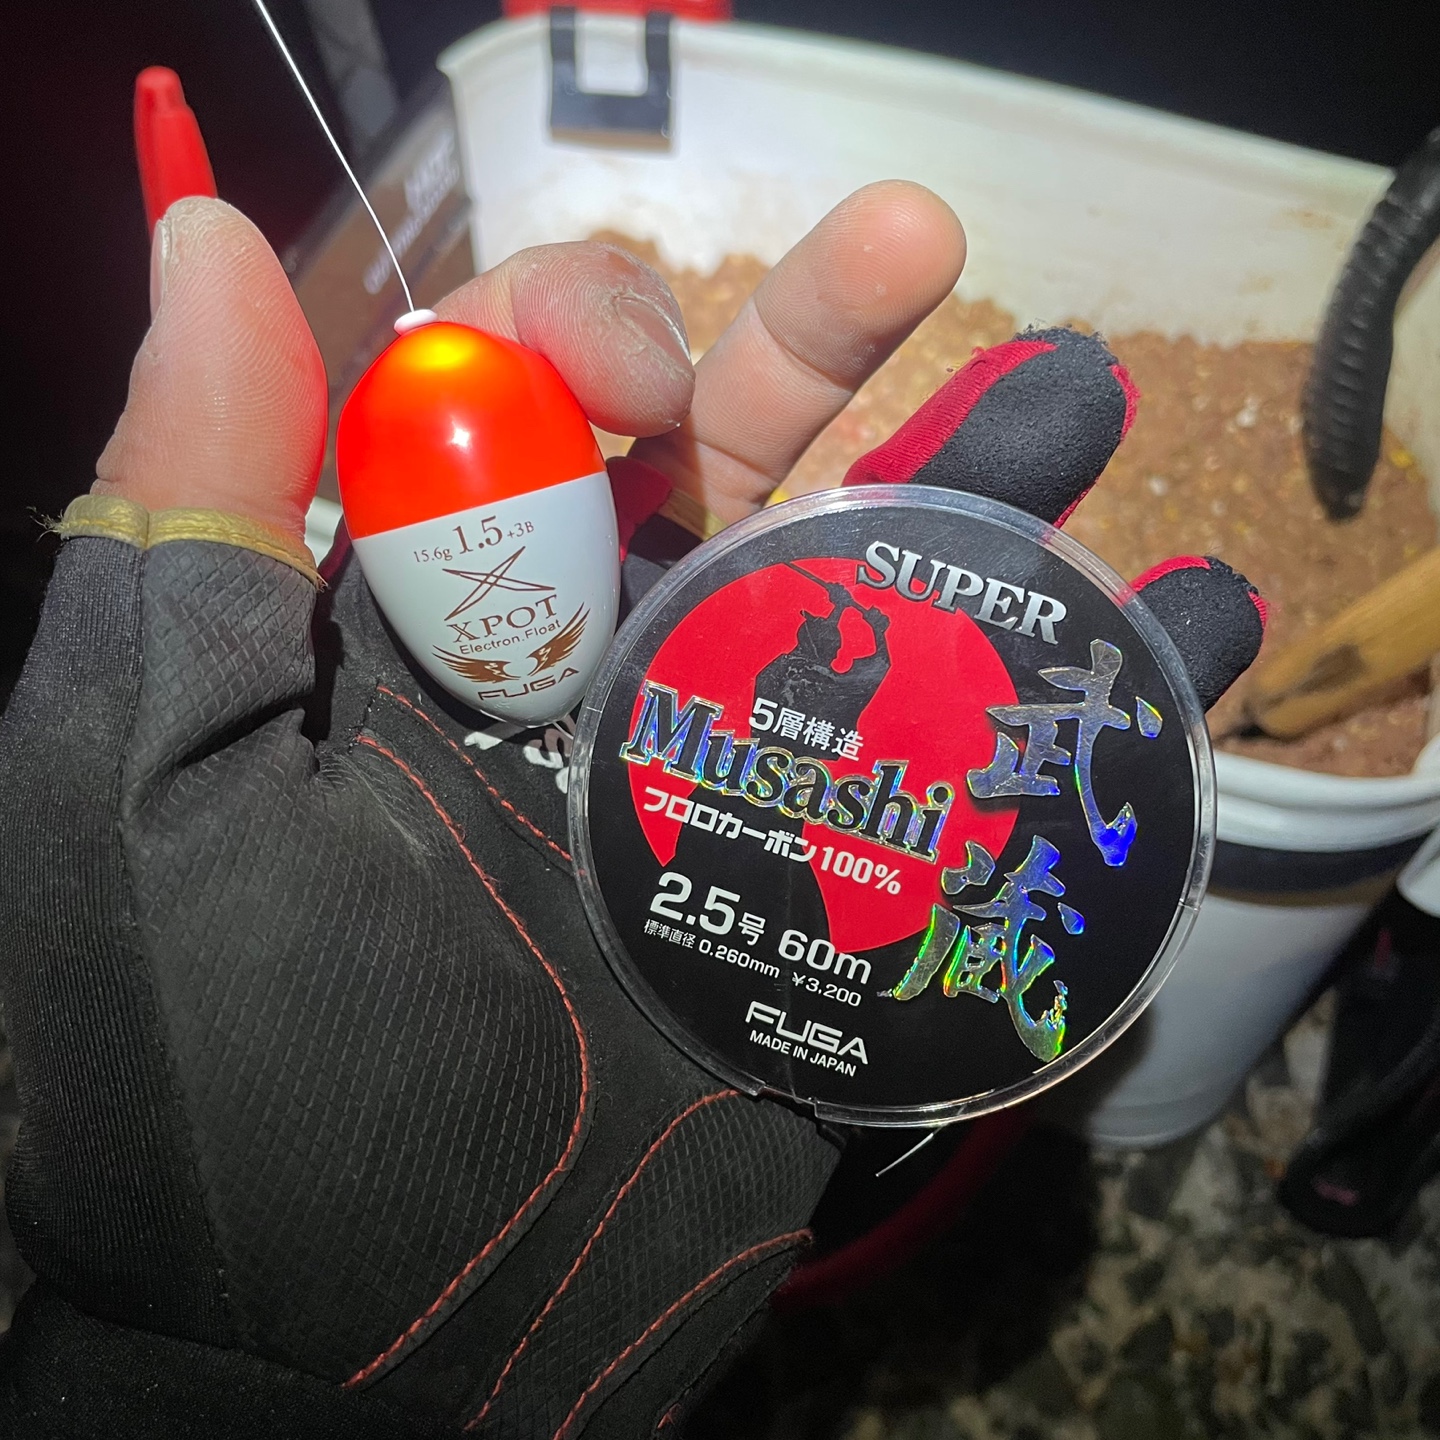 15.6g 1.5 +3B
XPOT
Electron.Float
FUGA
SUPER
武蔵
5層構造
Musashi
フロロカーボン100%
2.5号 60m
標準直径 0.260mm ¥3,200
FUGA
MADE IN JAPAN